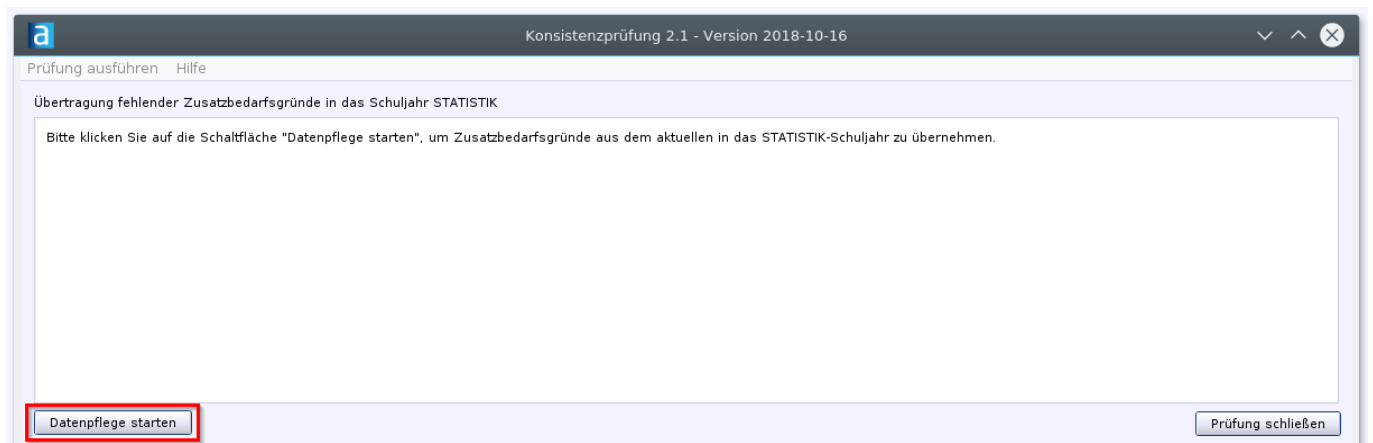 a
Konsistenzprüfung 2.1 - Version 2018-10-16
Prüfung ausführen Hilfe
Übertragung fehlender Zusatzbedarfsgründe in das Schuljahr STATISTIK
Bitte klicken Sie auf die Schaltfläche "Datenpflege starten", um Zusatzbedarfsgründe aus dem aktuellen in das STATISTIK-Schuljahr zu übernehmen.
Datenpflege starten
Prüfung schließen